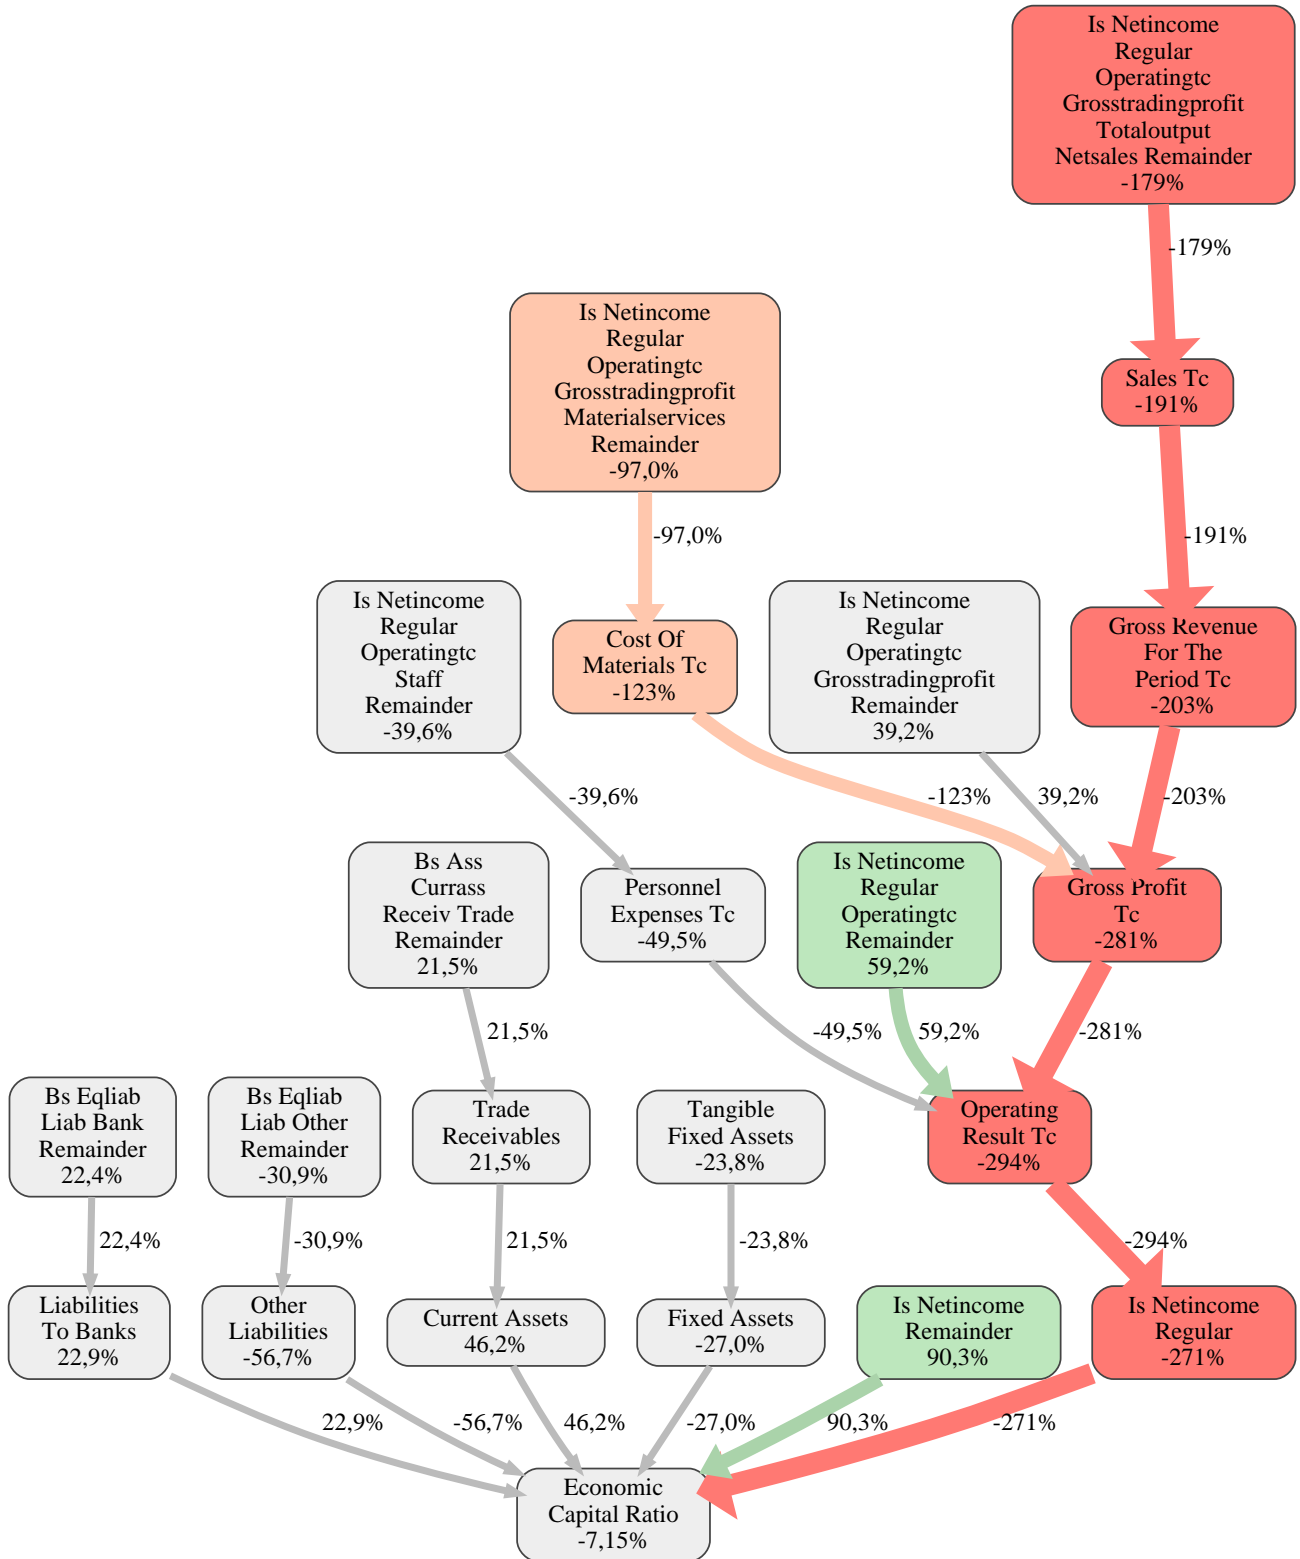 Is Netincome
Regular
Operatingtc
Grosstradingprofit
Totaloutput
Netsales Remainder
-179%
-179%
Is Netincome
Regular
Operatingtc
Grosstradingprofit
Materialservices
Remainder
-97,0%
Sales Tc
-191%
-97,0%
-191%
Is Netincome
Regular
Operatingtc
Staff
Remainder
-39,6%
Cost Of
Materials Tc
-123%
Is Netincome
Regular
Operatingtc
Grosstradingprofit
Remainder
39,2%
Gross Revenue
For The
Period Tc
-203%
-39,6%
-123%
39,2%
-203%
Bs Ass
Currass
Receiv Trade
Remainder
21,5%
Personnel
Expenses Tc
-49,5%
Is Netincome
Regular
Operatingtc
Remainder
59,2%
Gross Profit
Tc
-281%
21,5%
-49,5%
59,2%
-281%
Bs Eqliab
Liab Bank
Remainder
22,4%
Bs Eqliab
Liab Other
Remainder
-30,9%
Trade
Receivables
21,5%
Tangible
Fixed Assets
-23,8%
Operating
Result Tc
-294%
22,4%
-30,9%
21,5%
-23,8%
-294%
Liabilities
To Banks
22,9%
Other
Liabilities
-56,7%
Current Assets
46,2%
Fixed Assets
-27,0%
Is Netincome
Remainder
90,3%
Is Netincome
Regular
-271%
22,9%
-56,7%
46,2%
-27,0%
90,3%
-271%
Economic
Capital Ratio
-7,15%